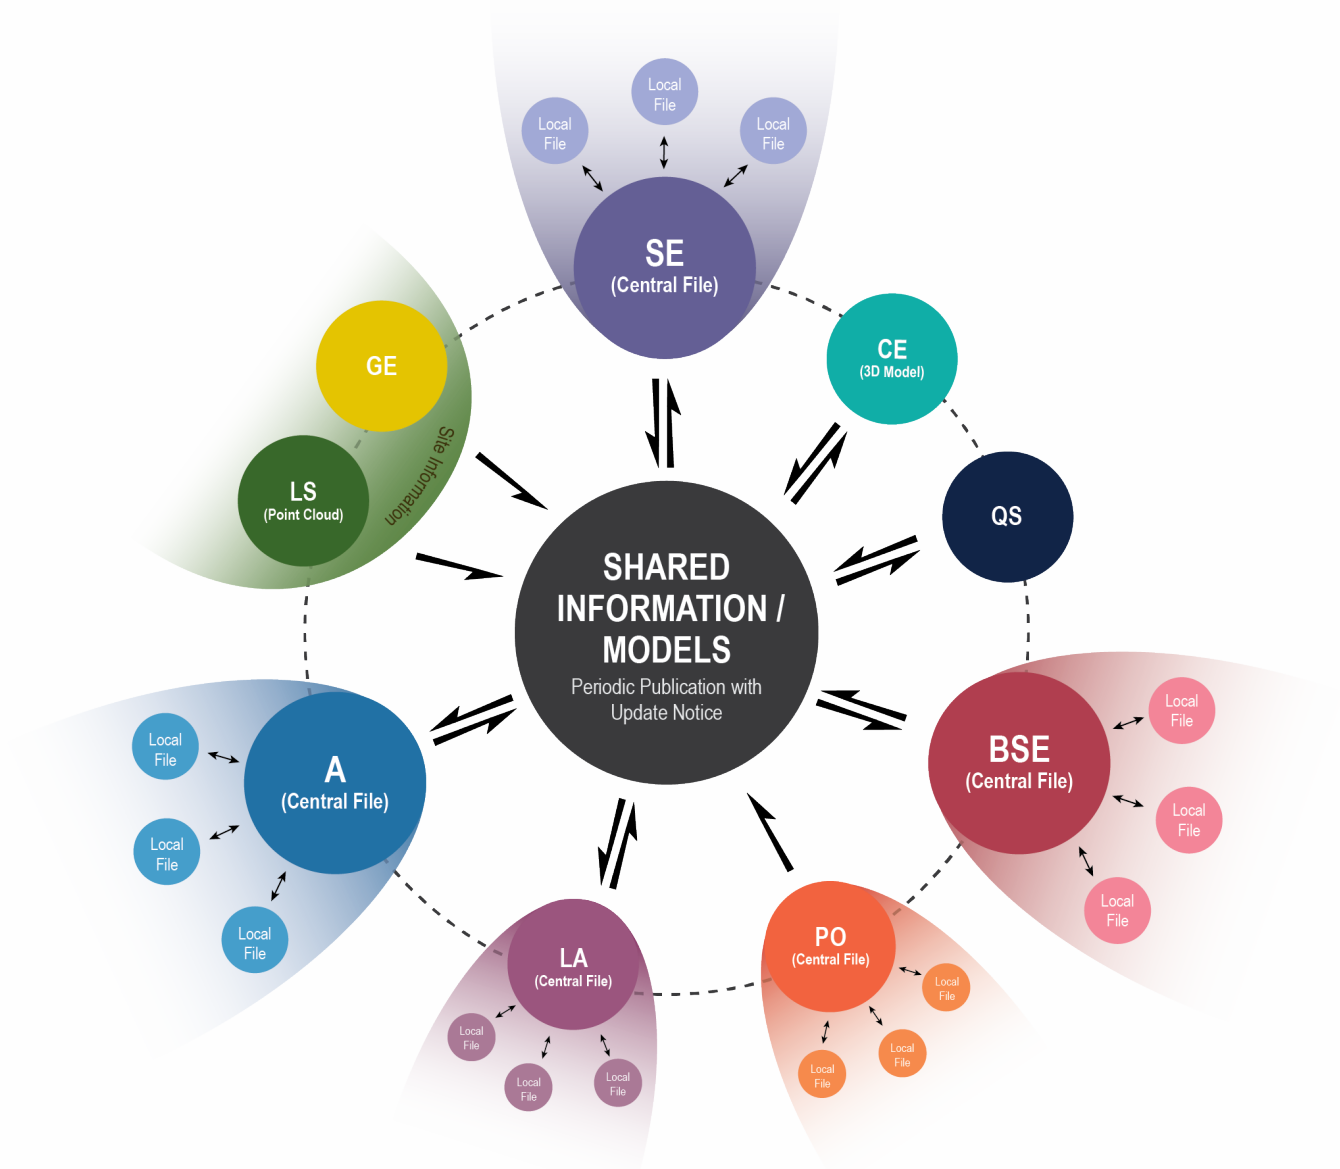 Local
File
Local
File
Local
File
SE
(Central File)
GE
LS
(Point Cloud)
Site Information
CE
(3D Model)
QS
SHARED
INFORMATION /
MODELS
Periodic Publication with
Update Notice
A
(Central File)
Local
File
Local
File
Local
File
BSE
(Central File)
Local
File
Local
File
Local
File
LA
(Central File)
Local
File
Local
File
Local
File
PO
(Central File)
Local
File
Local
File
Local
File